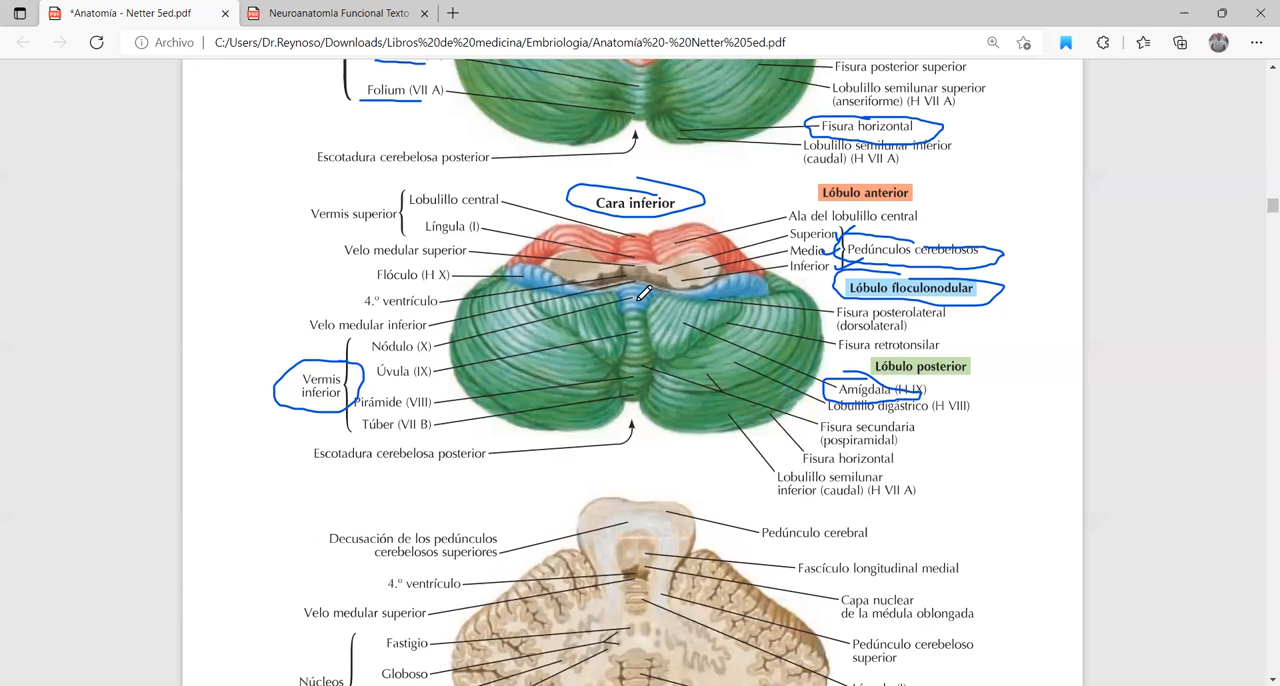 *Anatomía - Netter 5ed.pdf
Neuroanatomía Funcional Texto
Archivo
C:/Users/Dr.Reynoso/Downloads/Libros%20de%20medicina/Embriologia/Anatomía%20-%20Netter%205ed.pdf
Fisura posterior superior
Folium (VII A)
Lobulillo semilunar superior
(anseriforme) (H VII A)
Fisura horizontal
Lobulillo semilunar inferior
(caudal) (H VII A)
Escotadura cerebelosa posterior
Cara inferior
Lóbulo anterior
Vermis superior
Lobulillo central
Língula (I)
Ala del lobulillo central
Superior
Medio
Inferior
Pedúnculos cerebelosos
Velo medular superior
Flóculo (H X)
Lóbulo floculonodular
4.º ventrículo
Velo medular inferior
Fisura posterolateral
(dorsolateral)
Nódulo (X)
Fisura retrotonsilar
Úvula (IX)
Lóbulo posterior
Vermis
inferior
Amígdala (H IX)
Pirámide (VIII)
Lobulillo digástrico (H VIII)
Túber (VII B)
Fisura secundaria
(pospiramidal)
Escotadura cerebelosa posterior
Fisura horizontal
Lobulillo semilunar
inferior (caudal) (H VII A)
Decusación de los pedúnculos
cerebelosos superiores
Pedúnculo cerebral
Fascículo longitudinal medial
4.º ventrículo
Capa nuclear
de la médula oblongada
Velo medular superior
Fastigio
Pedúnculo cerebeloso
superior
Globoso
Núcleos